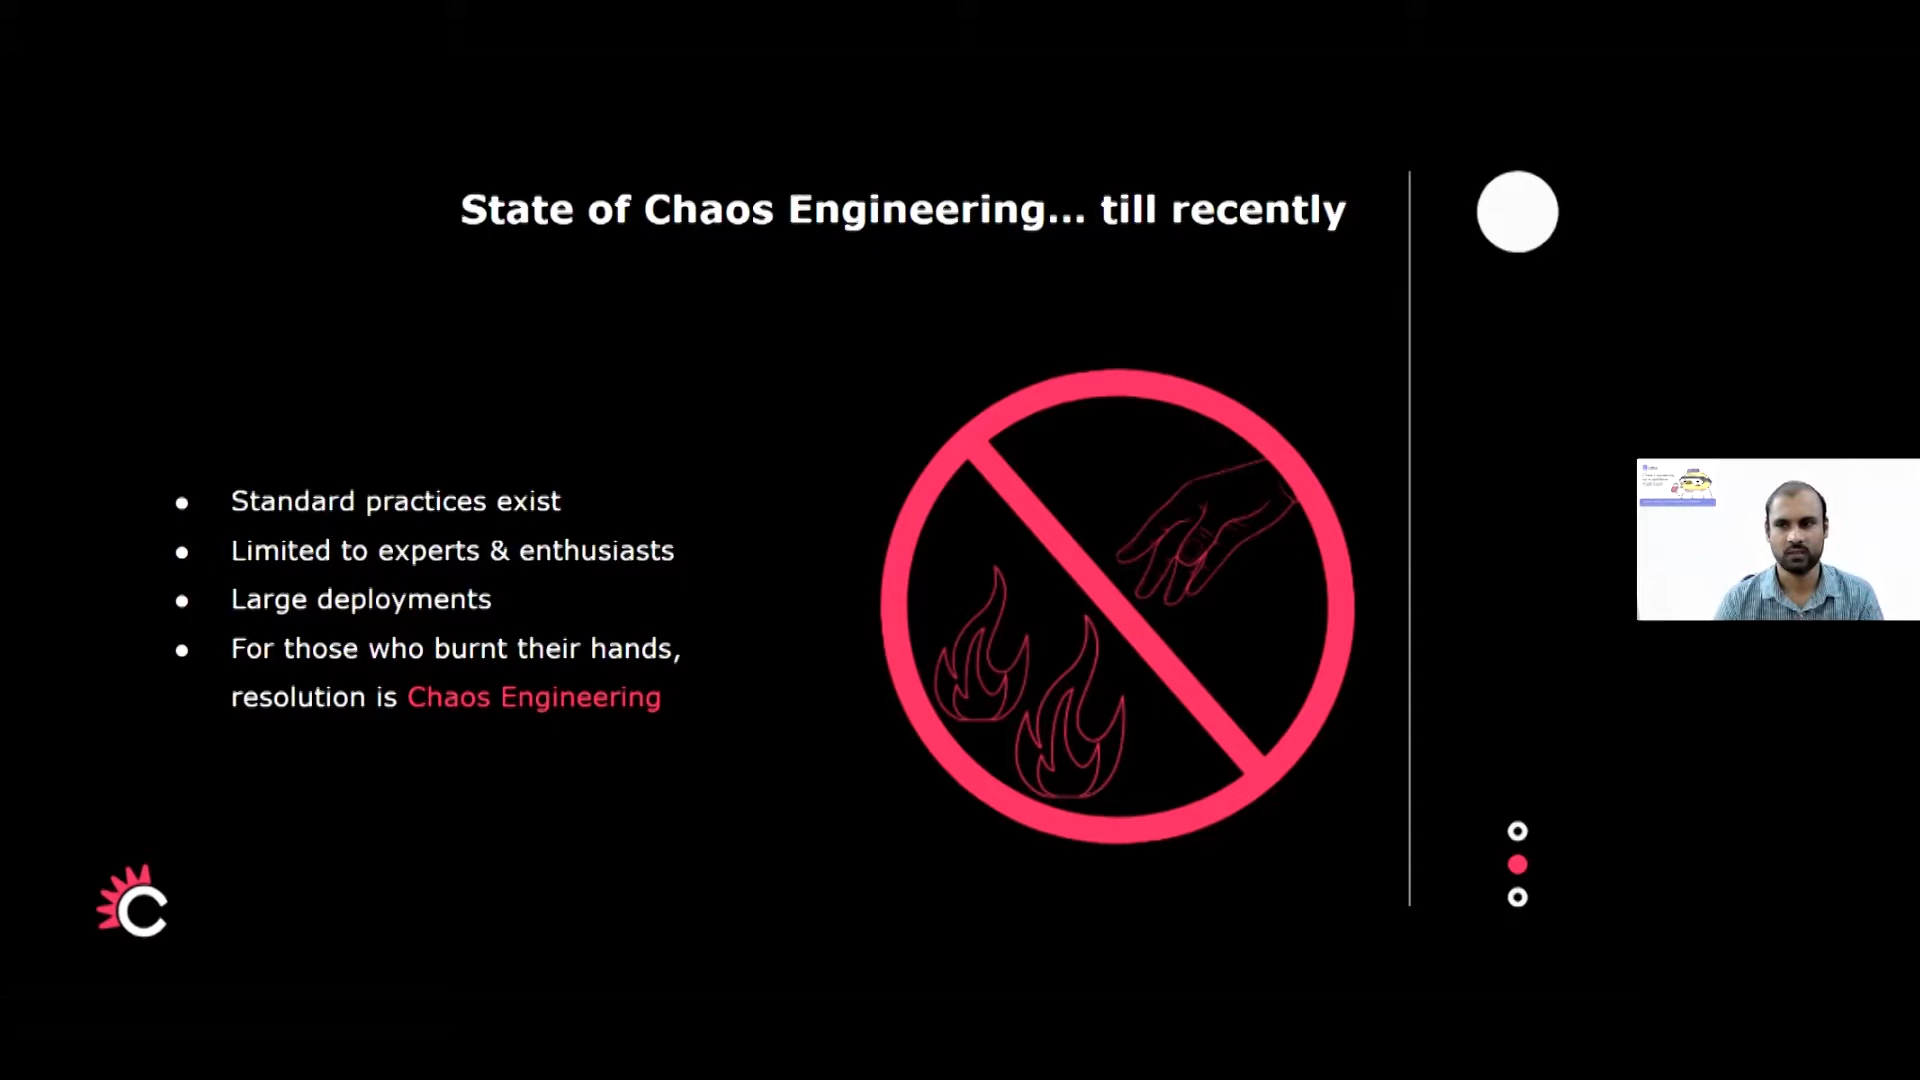 State of Chaos Engineering... till recently
● Standard practices exist
● Limited to experts & enthusiasts
● Large deployments
● For those who burnt their hands,
resolution is Chaos Engineering